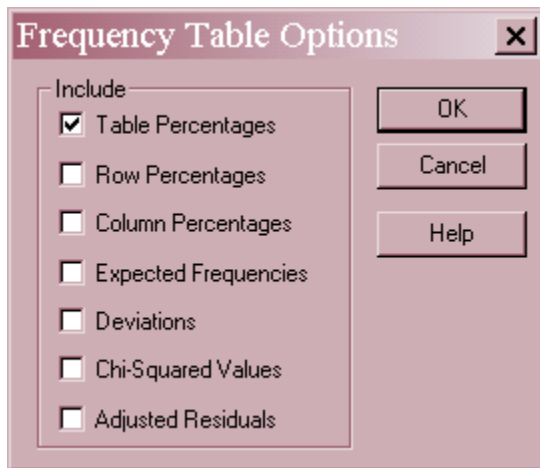 Frequency Table Options
Include
Table Percentages
Row Percentages
Column Percentages
Expected Frequencies
Deviations
Chi-Squared Values
Adjusted Residuals
OK
Cancel
Help